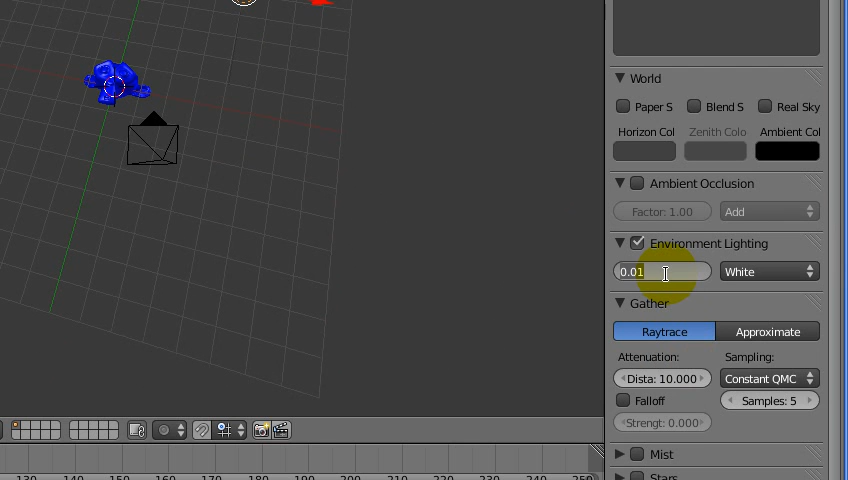 World
Paper S Blend S Real Sky
Horizon Col Zenith Colo Ambient Col
Ambient Occlusion
Factor: 1.00 Add
Environment Lighting
0.01 White
Gather
Raytrace Approximate
Attenuation: Sampling:
Dista: 10.000 Constant QMC
Falloff Samples: 5
Strengt: 0.000
Mist
Stars
130 140 150 160 170 180 190 200 210 220 230 240 250